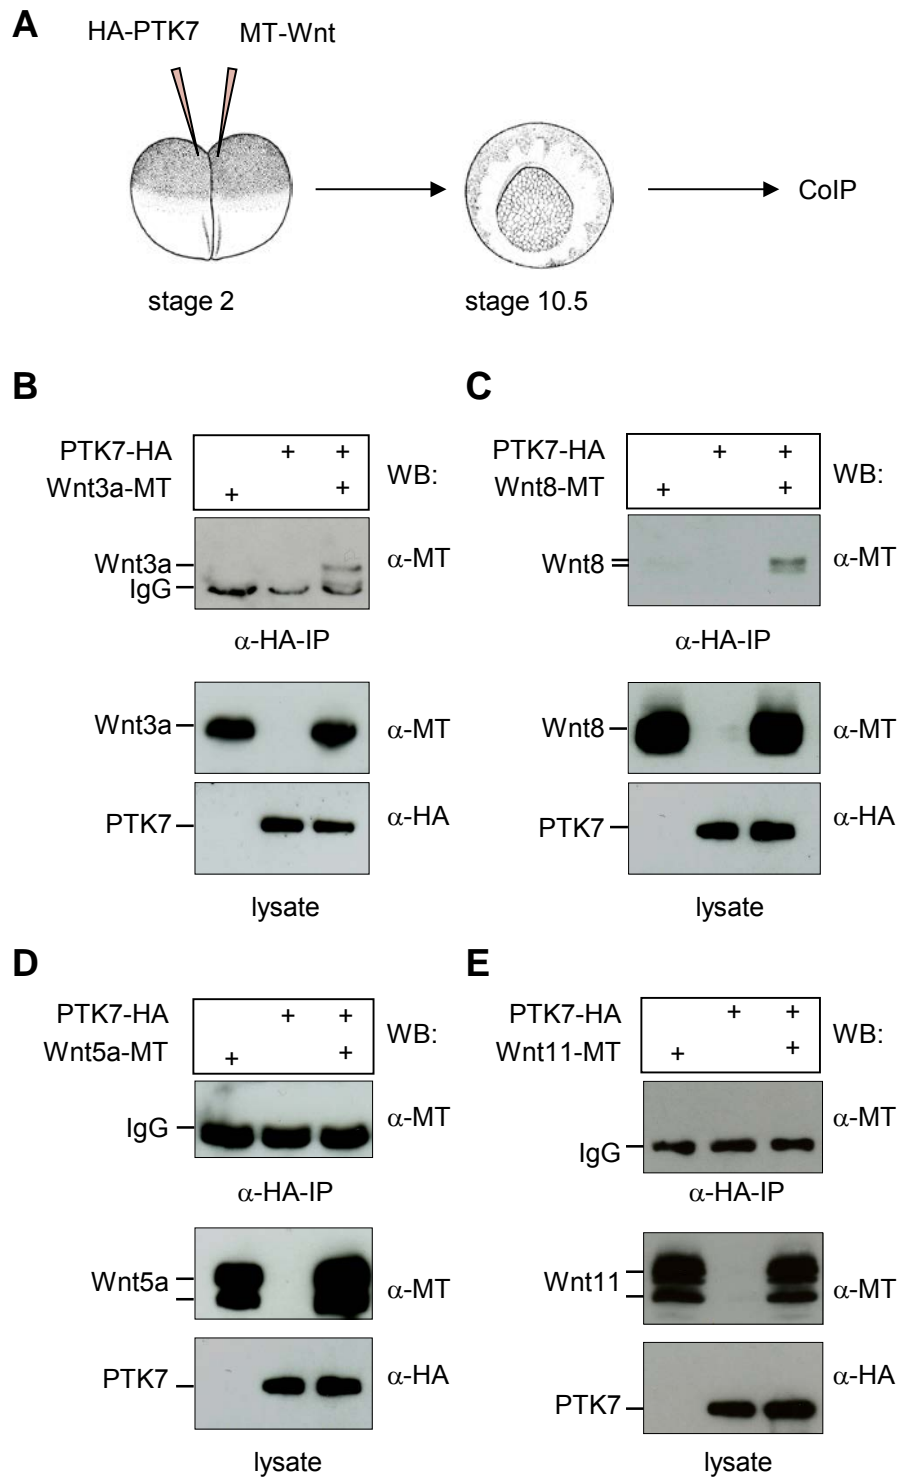 A
HA-PTK7 MT-Wnt
CoIP
stage 2 stage 10.5
B
PTK7-HA + +
Wnt3a-MT + +
WB:
Wnt3a
IgG
α-MT
α-HA-IP
Wnt3a α-MT
PTK7 α-HA
lysate
C
PTK7-HA + +
Wnt8-MT + +
WB:
Wnt8 α-MT
α-HA-IP
Wnt8 α-MT
PTK7 α-HA
lysate
D
PTK7-HA + +
Wnt5a-MT + +
WB:
IgG α-MT
α-HA-IP
Wnt5a α-MT
PTK7 α-HA
lysate
E
PTK7-HA + +
Wnt11-MT + +
WB:
IgG α-MT
α-HA-IP
Wnt11 α-MT
PTK7 α-HA
lysate